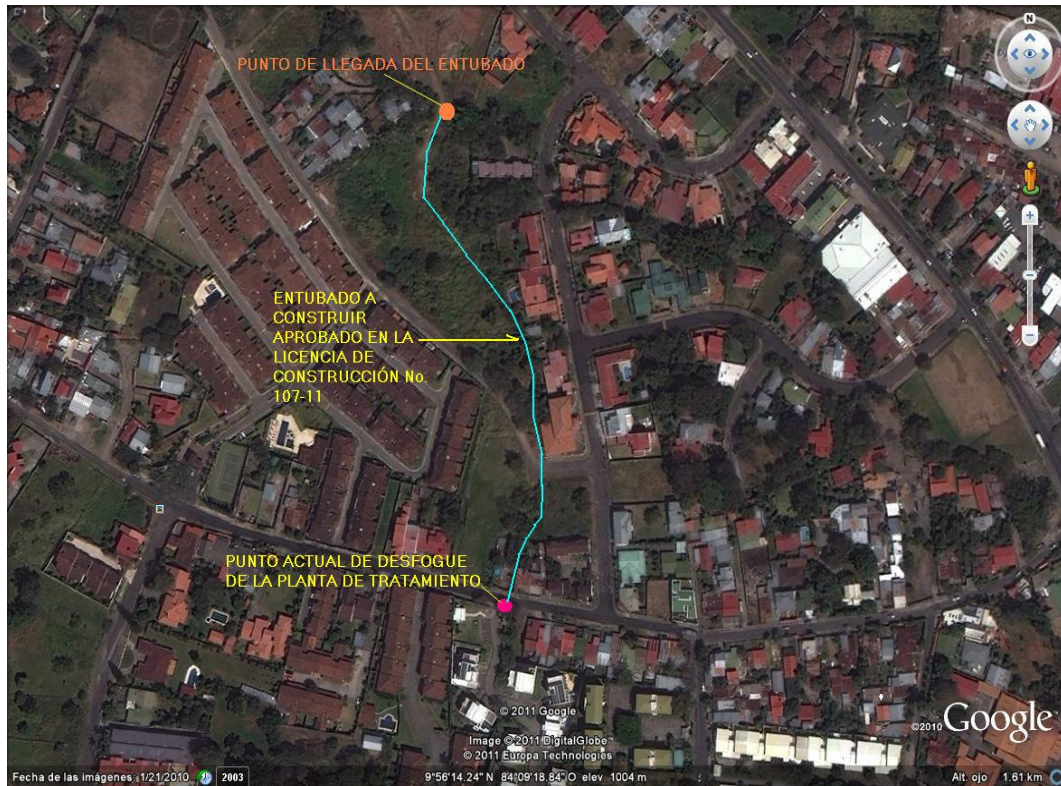 N
PUNTO DE LLEGADA DEL ENTUBADO
ENTUBADO A
CONSTRUIR
APROBADO EN LA
LICENCIA DE
CONSTRUCCIÓN No.
107-11
PUNTO ACTUAL DE DESFOGUE
DE LA PLANTA DE TRATAMIENTO
© 2011 Google
Image © 2011 DigitalGlobe
© 2011 Europa Technologies
©2010 Google
Fecha de las imágenes: 1/21/2010 2003 9°56'14.24" N 84°09'18.84" O elev. 1004 m Alt. ojo 1.61 km